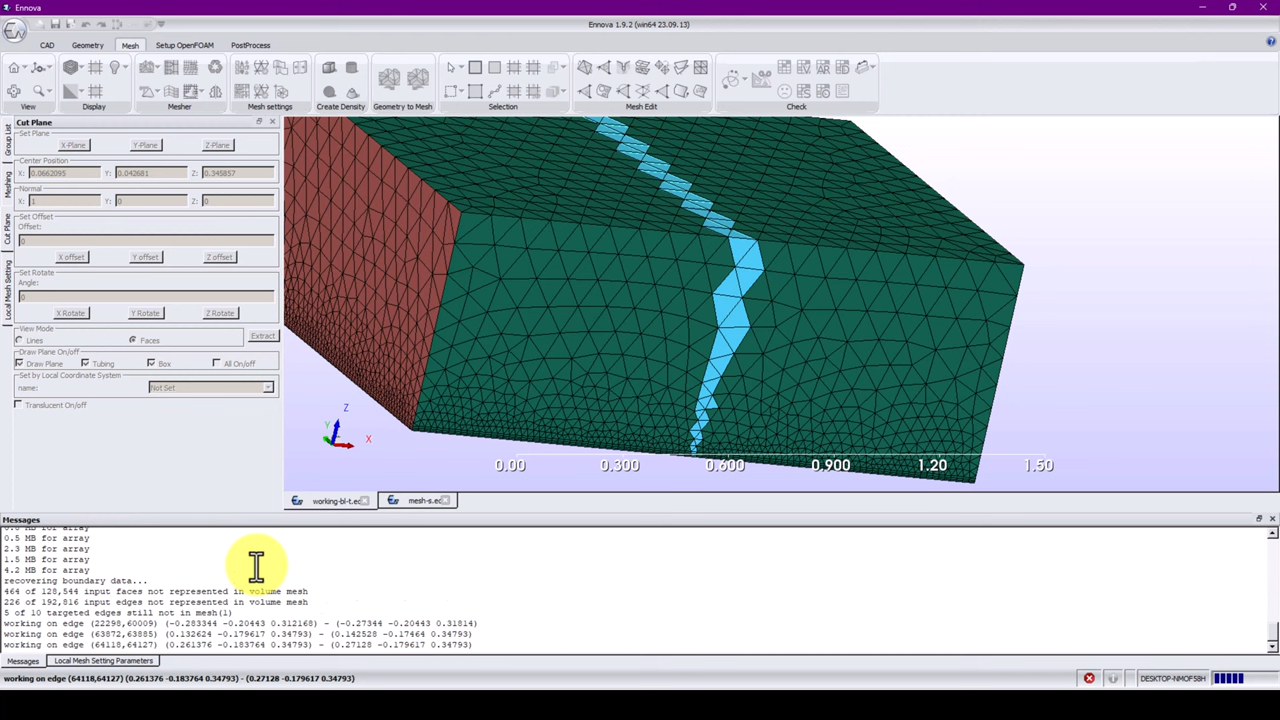 Ennova
Ennova 1.9.2 (win64 23.09.13)
CAD Geometry Mesh Setup OpenFOAM PostProcess
View Display Mesher Mesh settings Create Density Geometry to Mesh Selection Mesh Edit Check
Cut Plane
Group List
Meshing
Cut Plane
Local Mesh Setting
Set Plane
X-Plane Y-Plane Z-Plane
Center Position
X: 0.0662095 Y: 0.042681 Z: 0.345857
Normal
X: 1 Y: 0 Z: 0
Set Offset
Offset:
0
X offset Y offset Z offset
Set Rotate
Angle:
0
X Rotate Y Rotate Z Rotate
View Mode
Lines Faces Extract
Draw Plane On/off
Draw Plane Tubing Box All On/off
Set by Local Coordinate System
name: Not Set
Translucent On/off
Z
Y
X
0.00 0.300 0.600 0.900 1.20 1.50
working-bl-t.ec mesh-s.ec
Messages
0.5 MB for array
2.3 MB for array
1.5 MB for array
4.2 MB for array
recovering boundary data...
464 of 128,544 input faces not represented in volume mesh
226 of 192,816 input edges not represented in volume mesh
5 of 10 targeted edges still not in mesh(1)
working on edge (22298,60009) (-0.283344 -0.20443 0.312168) - (-0.27344 -0.20443 0.31814)
working on edge (63872,63885) (0.132624 -0.179617 0.34793) - (0.142528 -0.17464 0.34793)
working on edge (64118,64127) (0.261376 -0.183764 0.34793) - (0.27128 -0.179617 0.34793)
Messages Local Mesh Setting Parameters
working on edge (64118,64127) (0.261376 -0.183764 0.34793) - (0.27128 -0.179617 0.34793) DESKTOP-NMOF58H